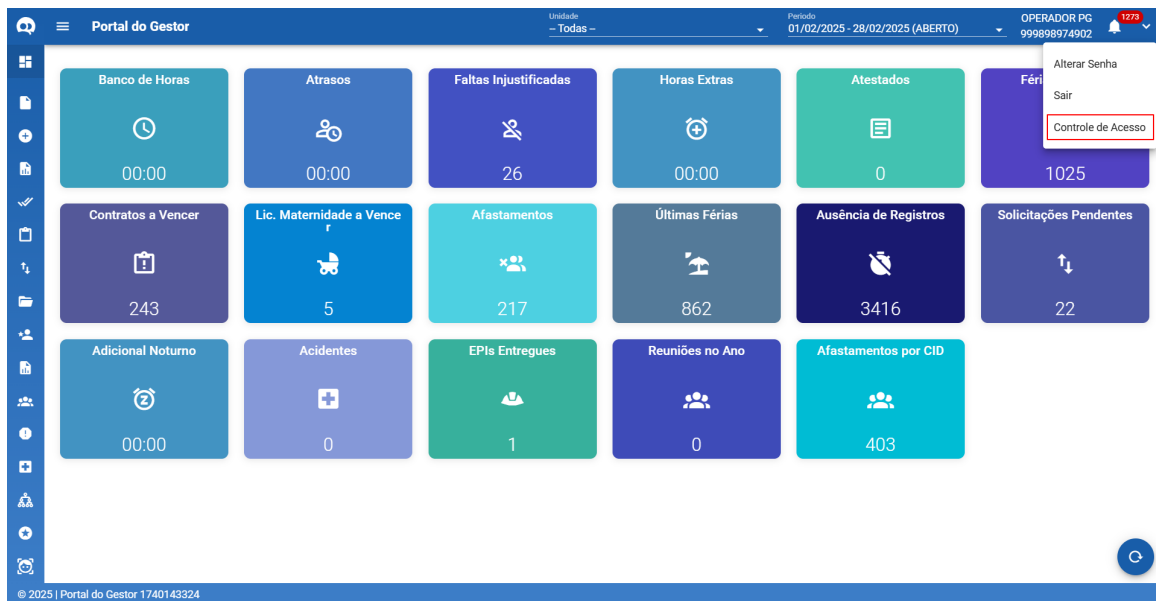 Portal do Gestor
Unidade
-- Todas --
Período
01/02/2025 - 28/02/2025 (ABERTO)
OPERADOR PG
999898974902
1273
Alterar Senha
Sair
Controle de Acesso
Banco de Horas
00:00
Atrasos
00:00
Faltas Injustificadas
26
Horas Extras
00:00
Atestados
0
Féri
1025
Contratos a Vencer
243
Lic. Maternidade a Vence
r
5
Afastamentos
217
Últimas Férias
862
Ausência de Registros
3416
Solicitações Pendentes
22
Adicional Noturno
00:00
Acidentes
0
EPIs Entregues
1
Reuniões no Ano
0
Afastamentos por CID
403
© 2025 | Portal do Gestor 1740143324